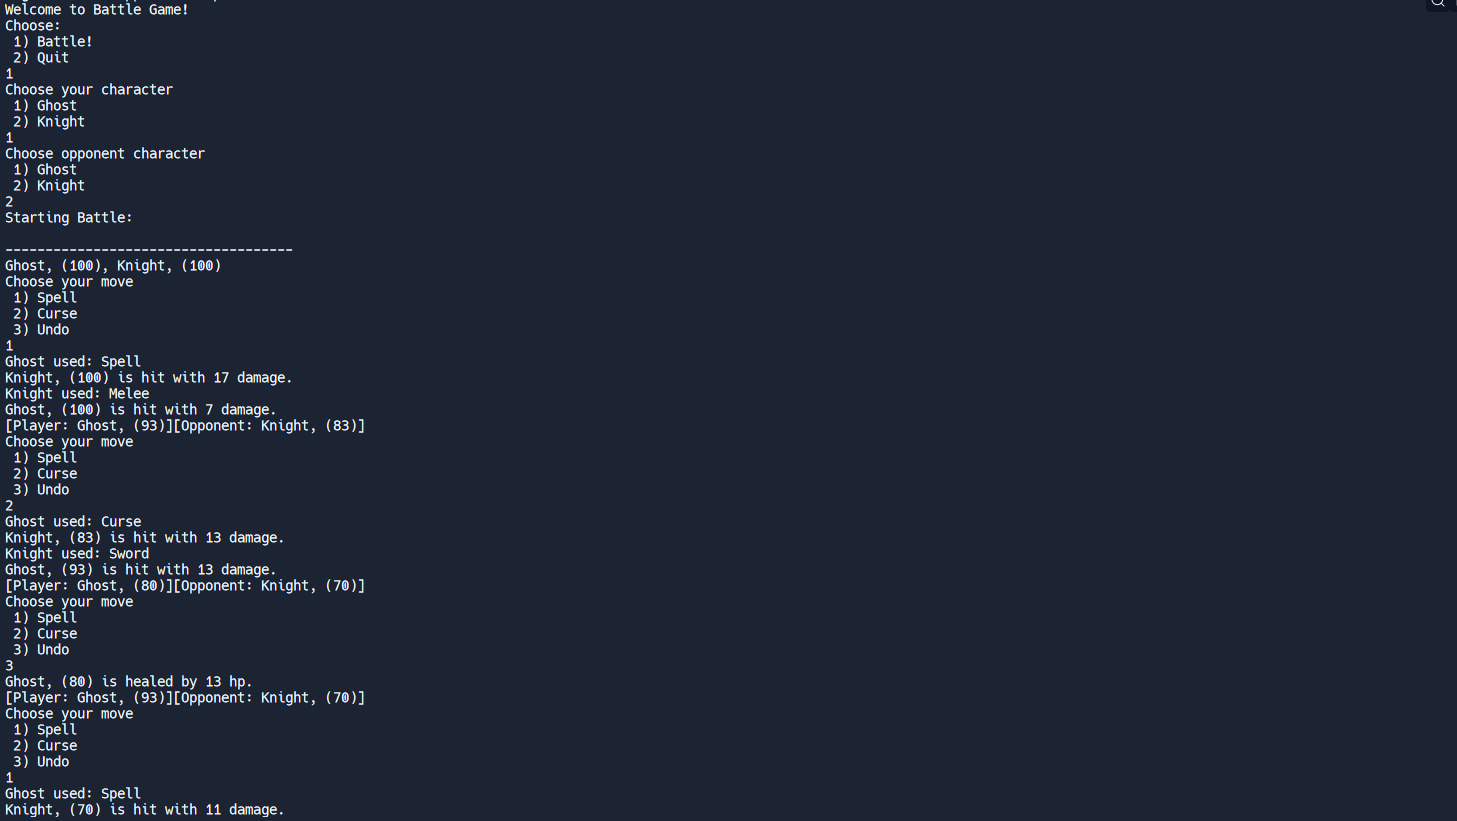 Welcome to Battle Game!
Choose:
 1) Battle!
 2) Quit
1
Choose your character
 1) Ghost
 2) Knight
1
Choose opponent character
 1) Ghost
 2) Knight
2
Starting Battle:

------------------------------------
Ghost, (100), Knight, (100)
Choose your move
 1) Spell
 2) Curse
 3) Undo
1
Ghost used: Spell
Knight, (100) is hit with 17 damage.
Knight used: Melee
Ghost, (100) is hit with 7 damage.
[Player: Ghost, (93)][Opponent: Knight, (83)]
Choose your move
 1) Spell
 2) Curse
 3) Undo
2
Ghost used: Curse
Knight, (83) is hit with 13 damage.
Knight used: Sword
Ghost, (93) is hit with 13 damage.
[Player: Ghost, (80)][Opponent: Knight, (70)]
Choose your move
 1) Spell
 2) Curse
 3) Undo
3
Ghost, (80) is healed by 13 hp.
[Player: Ghost, (93)][Opponent: Knight, (70)]
Choose your move
 1) Spell
 2) Curse
 3) Undo
1
Ghost used: Spell
Knight, (70) is hit with 11 damage.